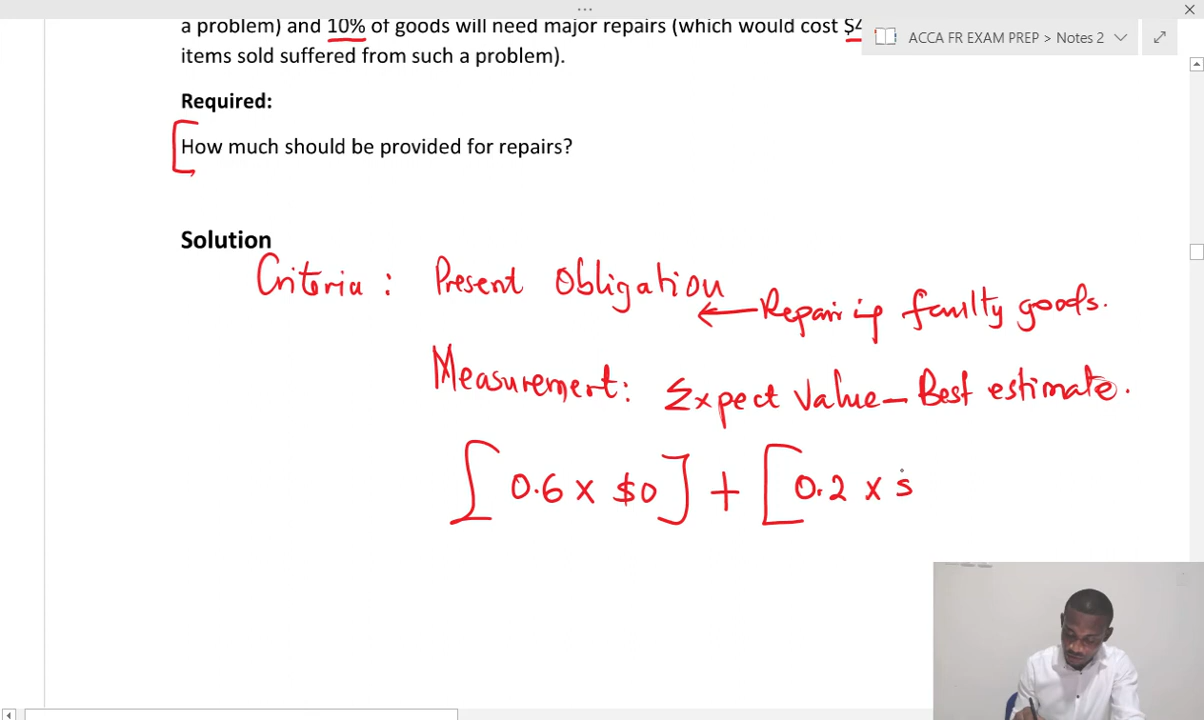 a problem) and 10% of goods will need major repairs (which would cost $4
ACCA FR EXAM PREP > Notes 2
items sold suffered from such a problem).
Required:
How much should be provided for repairs?
Solution
Criteria : Present Obligation
← Repairing faulty goods.
Measurement: Expect Value – Best estimate.
[ 0.6 x $0 ] + [ 0.2 x s